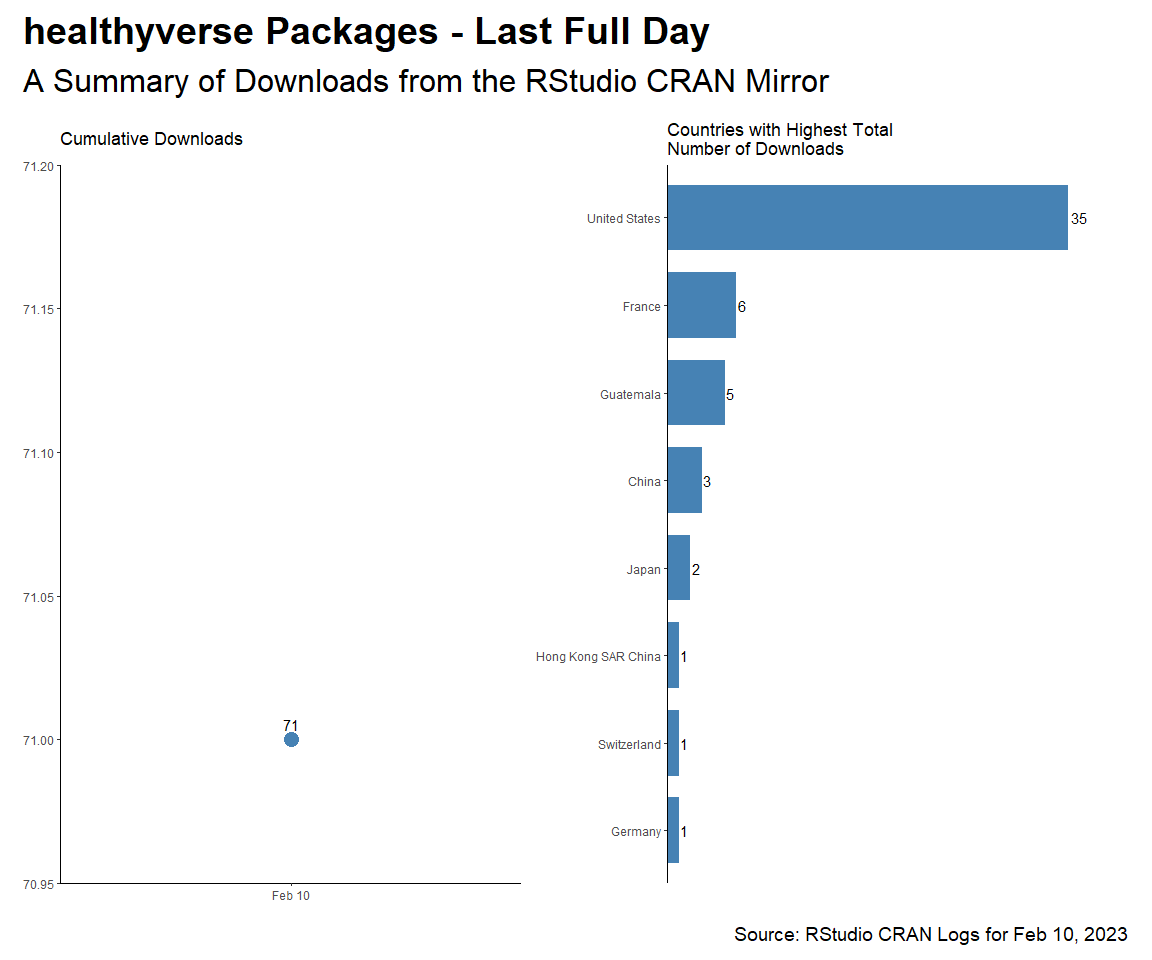 healthyverse Packages - Last Full Day
A Summary of Downloads from the RStudio CRAN Mirror
Cumulative Downloads
71.20
71.15
71.10
71.05
71.00
70.95
71
Feb 10
Countries with Highest Total
Number of Downloads
United States 35
France 6
Guatemala 5
China 3
Japan 2
Hong Kong SAR China 1
Switzerland 1
Germany 1
Source: RStudio CRAN Logs for Feb 10, 2023